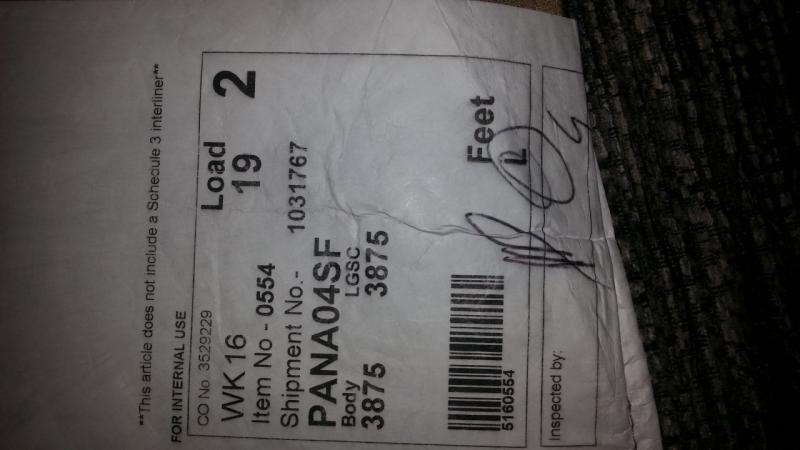 **This article does not include a Schedule 3 interliner**
FOR INTERNAL USE
CO No. 3529229
WK 16 Load
Item No - 0554 19 2
Shipment No.- 1031767
PANA04SF
Body LGSC
3875 3875
Feet
5160554
Inspected by: